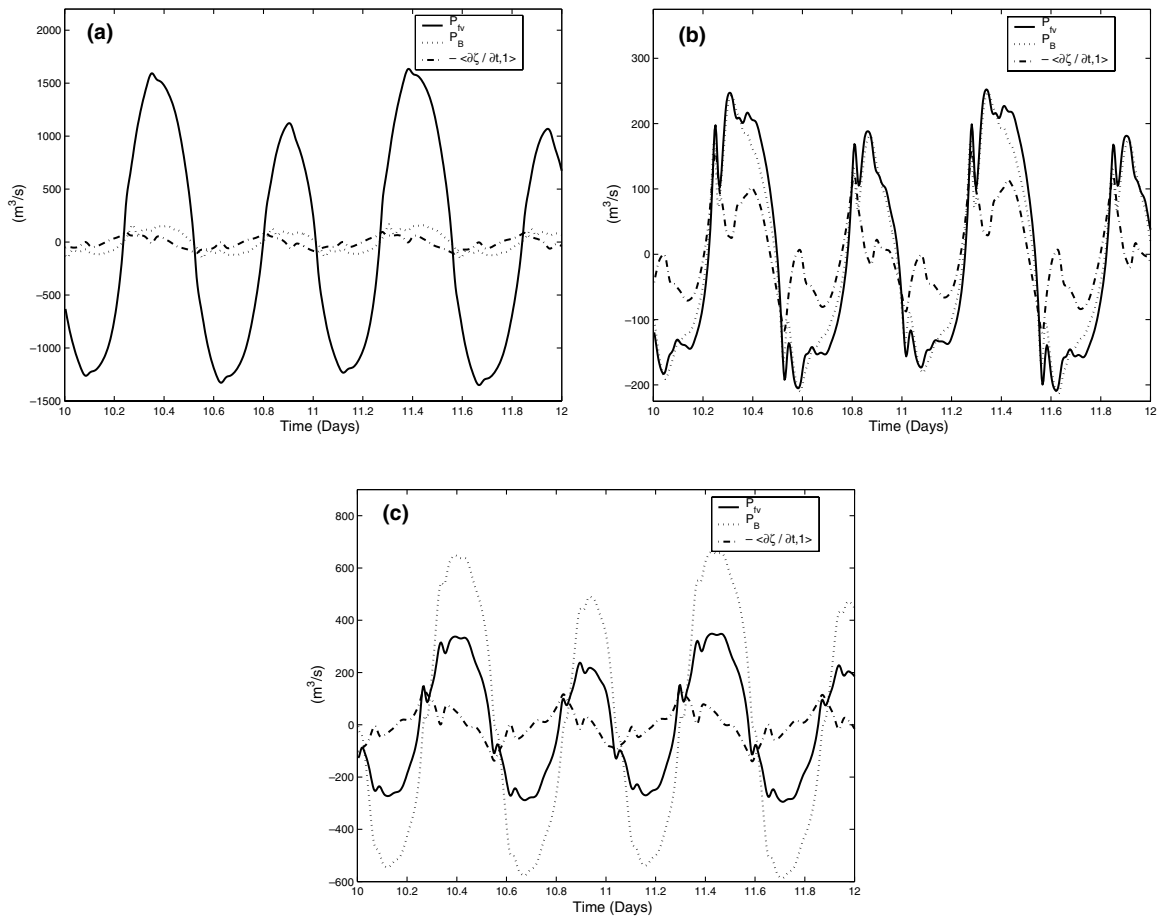 (a)
P_fv
P_B
− <∂ζ / ∂t,1>
2000
1500
1000
500
0
−500
−1000
−1500
(m³/s)
10 10.2 10.4 10.6 10.8 11 11.2 11.4 11.6 11.8 12
Time (Days)
(b)
P_fv
P_B
− <∂ζ / ∂t,1>
300
200
100
0
−100
−200
(m³/s)
10 10.2 10.4 10.6 10.8 11 11.2 11.4 11.6 11.8 12
Time (Days)
(c)
P_fv
P_B
− <∂ζ / ∂t,1>
800
600
400
200
0
−200
−400
−600
(m³/s)
10 10.2 10.4 10.6 10.8 11 11.2 11.4 11.6 11.8 12
Time (Days)